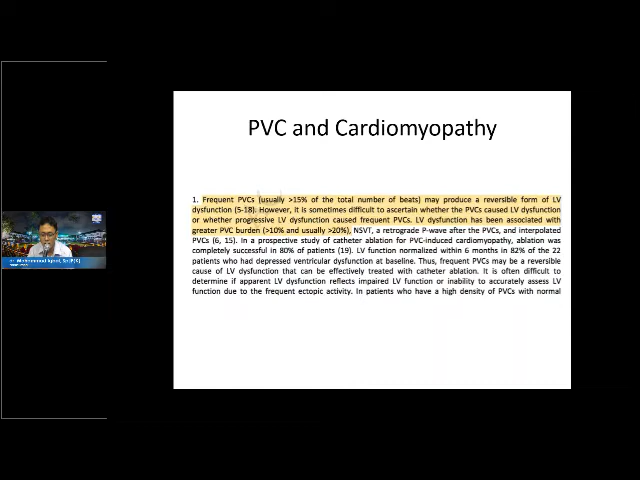 PVC and Cardiomyopathy
1. Frequent PVCs (usually >15% of the total number of beats) may produce a reversible form of LV
dysfunction (5-18). However, it is sometimes difficult to ascertain whether the PVCs caused LV dysfunction
or whether progressive LV dysfunction caused frequent PVCs. LV dysfunction has been associated with
greater PVC burden (>10% and usually >20%), NSVT, a retrograde P-wave after the PVCs, and interpolated
PVCs (6, 15). In a prospective study of catheter ablation for PVC-induced cardiomyopathy, ablation was
completely successful in 80% of patients (19). LV function normalized within 6 months in 82% of the 22
patients who had depressed ventricular dysfunction at baseline. Thus, frequent PVCs may be a reversible
cause of LV dysfunction that can be effectively treated with catheter ablation. It is often difficult to
determine if apparent LV dysfunction reflects impaired LV function or inability to accurately assess LV
function due to the frequent ectopic activity. In patients who have a high density of PVCs with normal
dr. Mohammad Iqbal, Sp.JP(K)